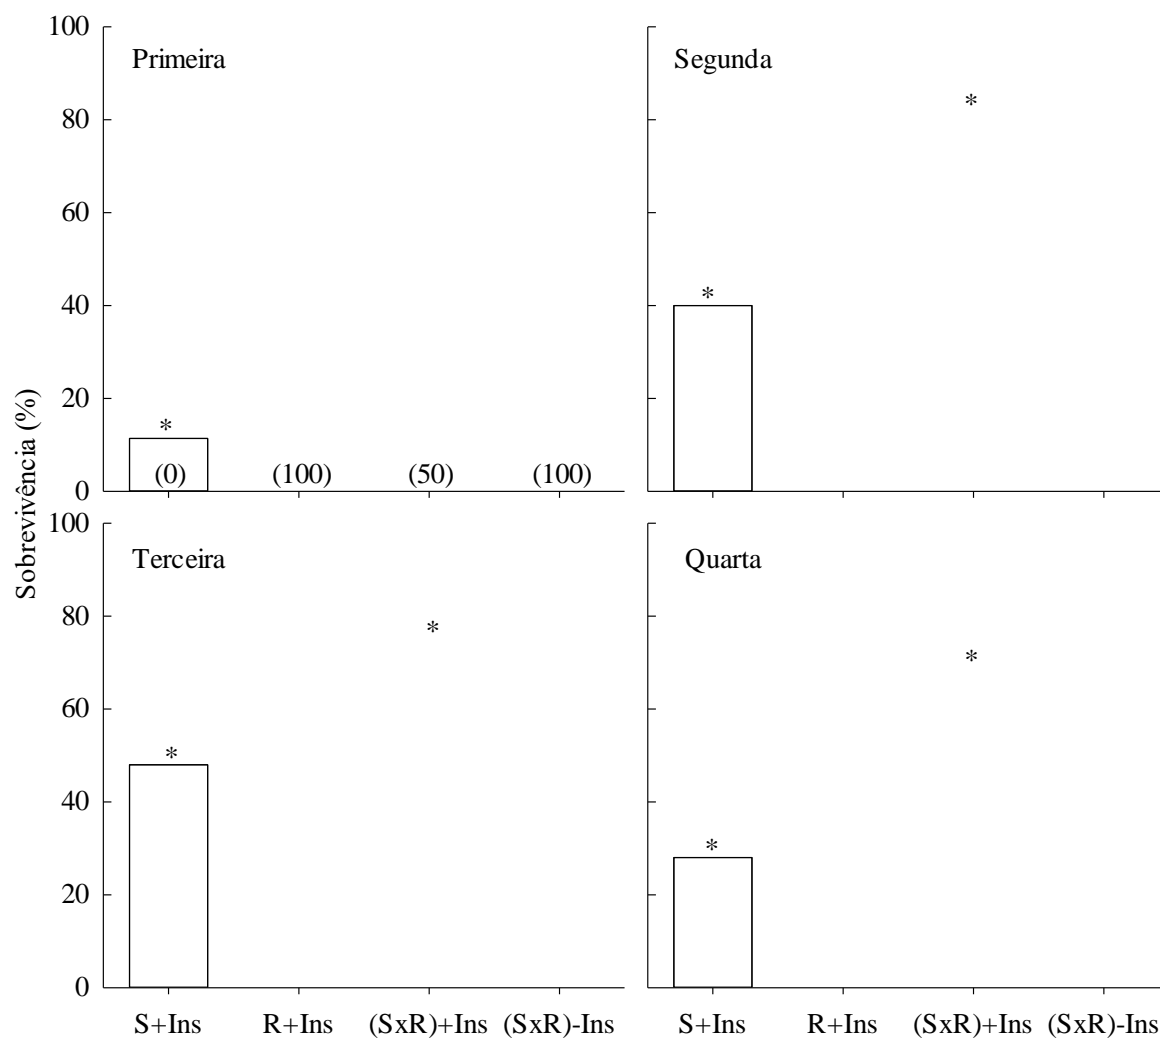 100
80
60
40
20
0
Primeira
*
(0) (100) (50) (100)
Segunda
*
*
Sobrevivência (%)
100
80
60
40
20
0
Terceira
*
*
Quarta
*
*
S+Ins R+Ins (SxR)+Ins (SxR)-Ins
S+Ins R+Ins (SxR)+Ins (SxR)-Ins